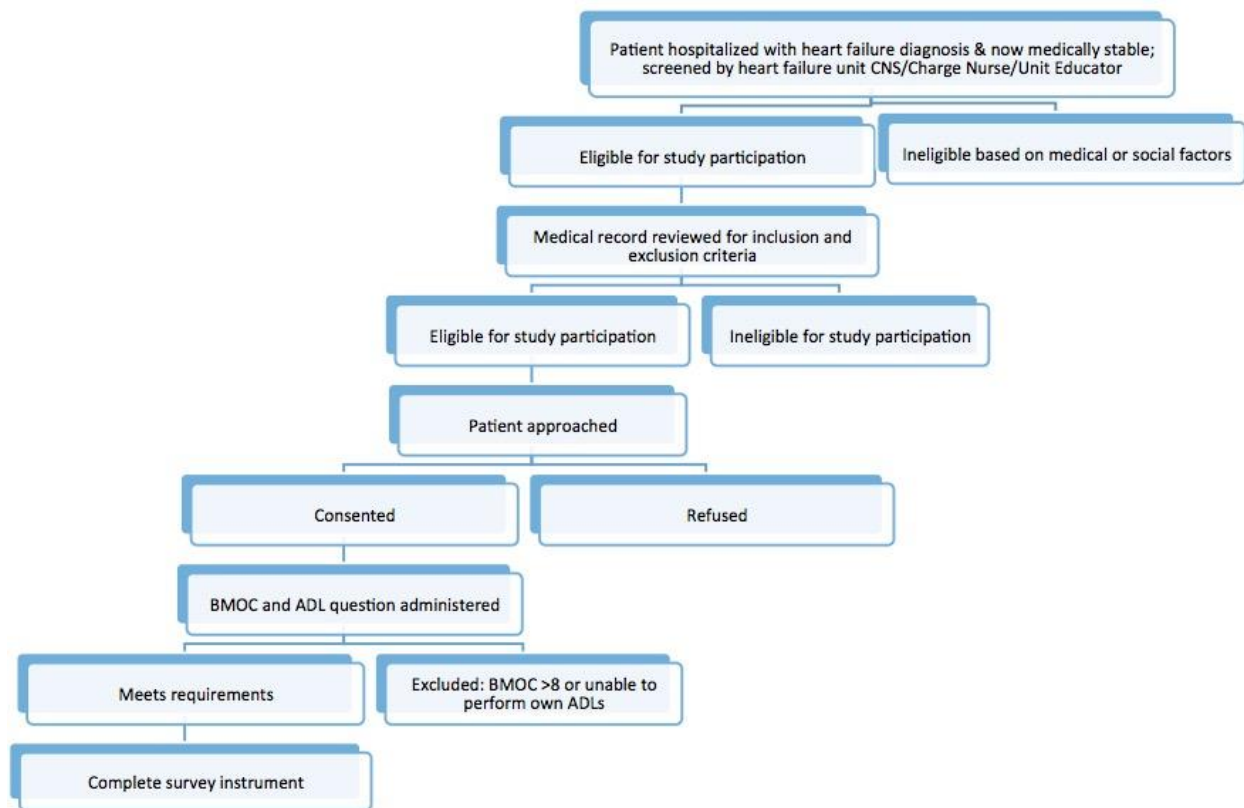 Patient hospitalized with heart failure diagnosis & now medically stable;
screened by heart failure unit CNS/Charge Nurse/Unit Educator
Eligible for study participation
Ineligible based on medical or social factors
Medical record reviewed for inclusion and
exclusion criteria
Eligible for study participation
Ineligible for study participation
Patient approached
Consented
Refused
BMOC and ADL question administered
Meets requirements
Excluded: BMOC >8 or unable to
perform own ADLs
Complete survey instrument